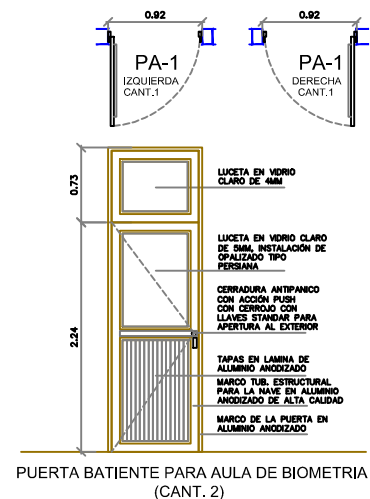 0.92
0.92
PA-1
IZQUIERDA
CANT.1
PA-1
DERECHA
CANT.1
0.73
LUCETA EN VIDRIO
CLARO DE 4MM
LUCETA EN VIDRIO CLARO
DE 5MM, INSTALACIÓN DE
OPALIZADO TIPO
PERSIANA
2.24
CERRADURA ANTIPANICO
CON ACCIÓN PUSH
CON CERROJO CON
LLAVES STANDAR PARA
APERTURA AL EXTERIOR
TAPAS EN LAMINA DE
ALUMINIO ANODIZADO
MARCO TUB. ESTRUCTURAL
PARA LA NAVE EN ALUMINIO
ANODIZADO DE ALTA CALIDAD
MARCO DE LA PUERTA EN
ALUMINIO ANODIZADO
PUERTA BATIENTE PARA AULA DE BIOMETRIA
(CANT. 2)